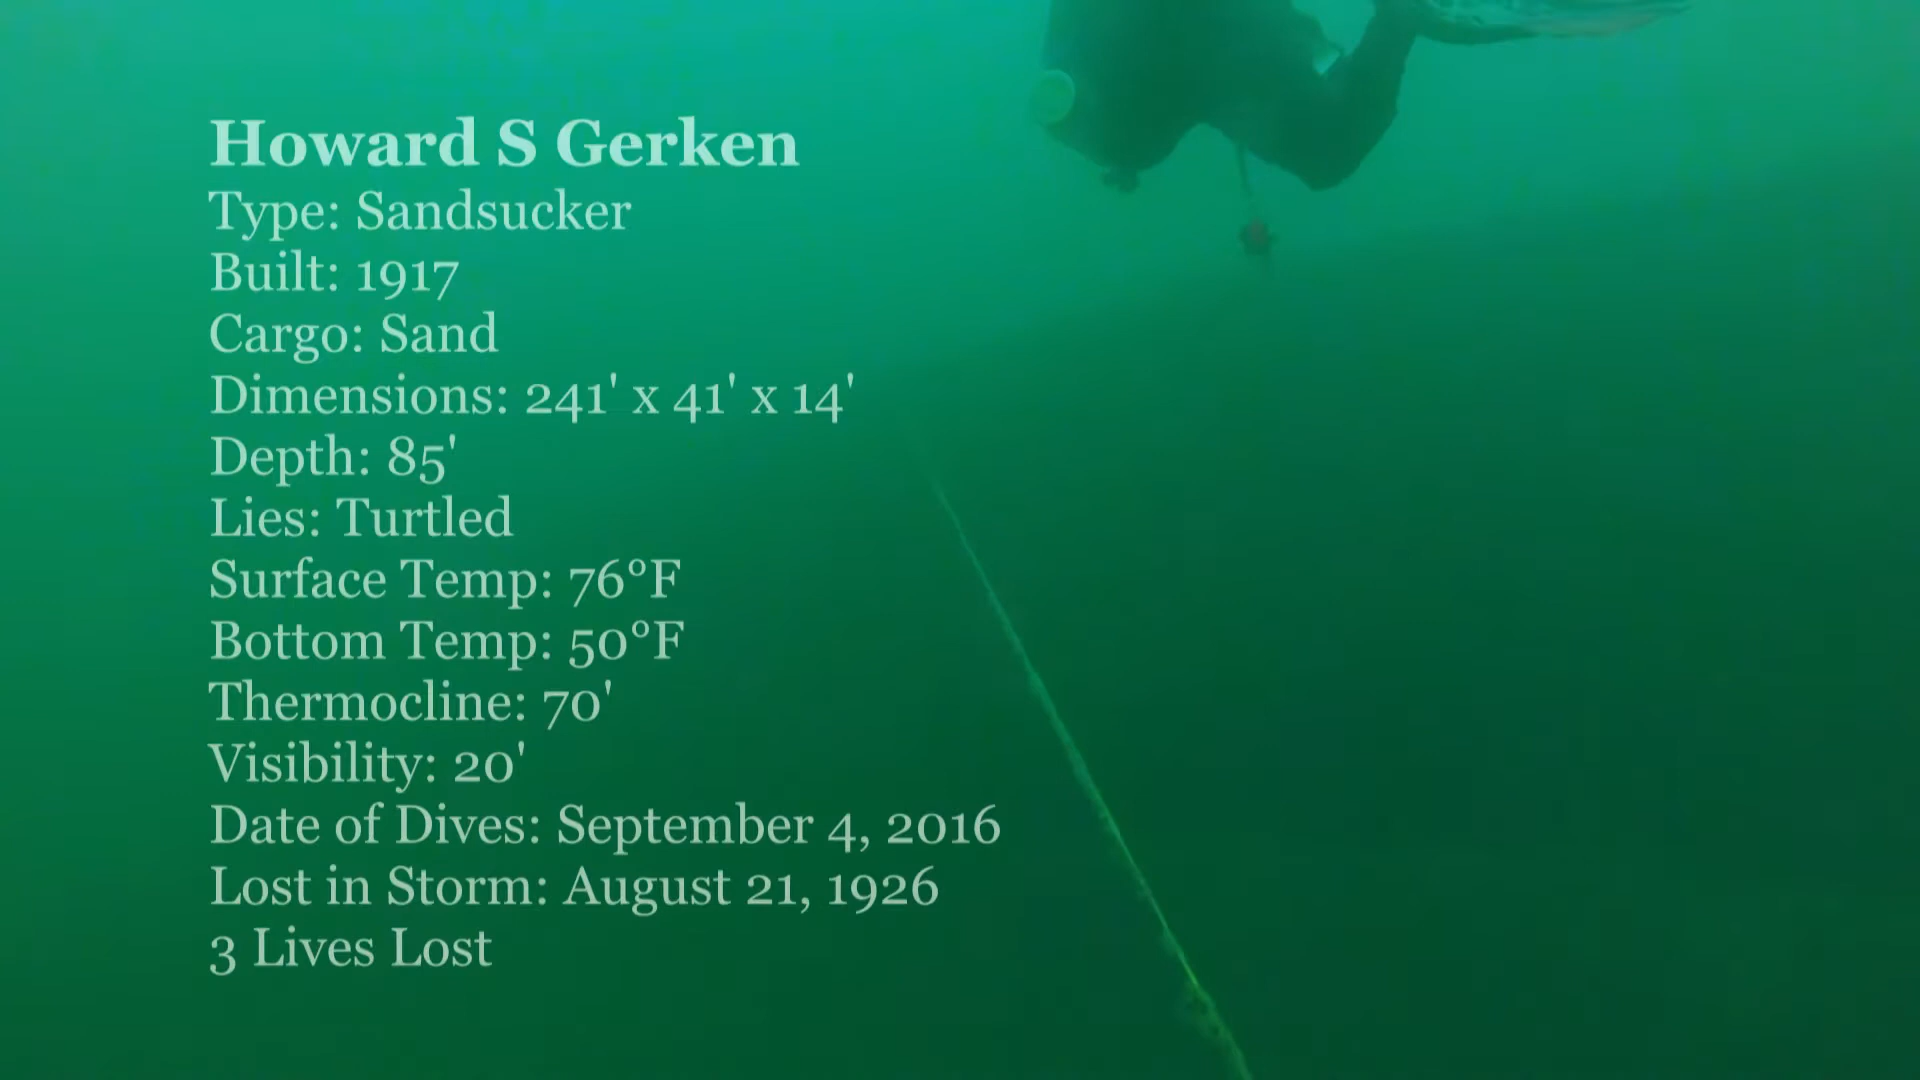 Howard S Gerken
Type: Sandsucker
Built: 1917
Cargo: Sand
Dimensions: 241' x 41' x 14'
Depth: 85'
Lies: Turtled
Surface Temp: 76°F
Bottom Temp: 50°F
Thermocline: 70'
Visibility: 20'
Date of Dives: September 4, 2016
Lost in Storm: August 21, 1926
3 Lives Lost